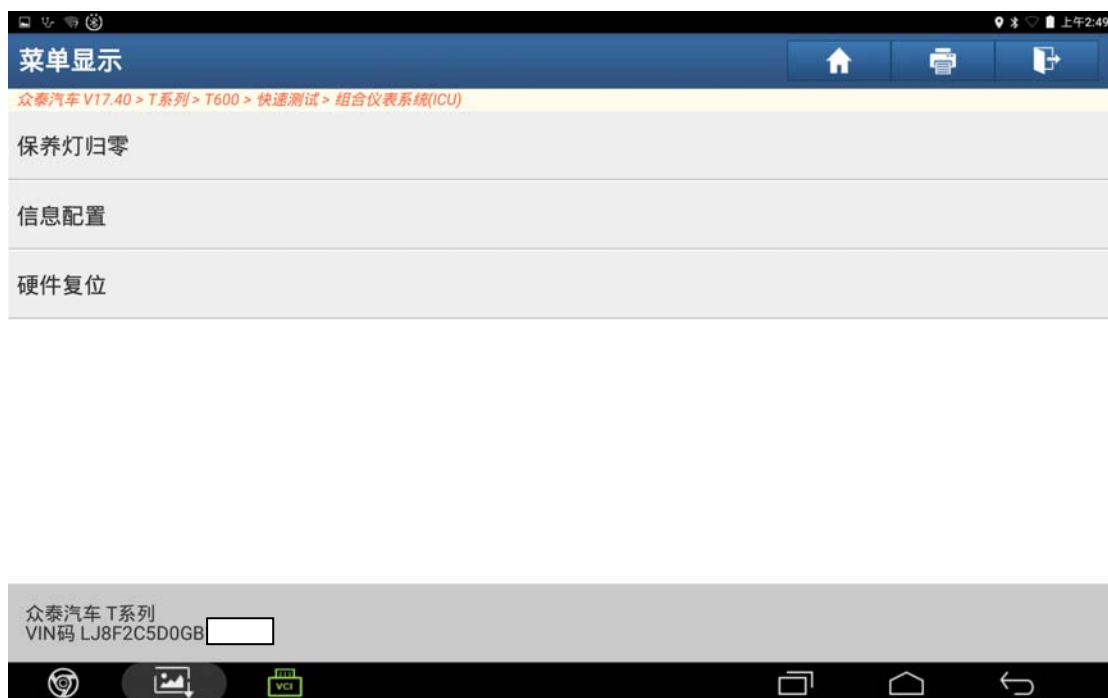 上午2:49
菜单显示
众泰汽车 V17.40 > T系列 > T600 > 快速测试 > 组合仪表系统(ICU)
保养灯归零
信息配置
硬件复位
众泰汽车 T系列
VIN码 LJ8F2C5D0GB
VCI